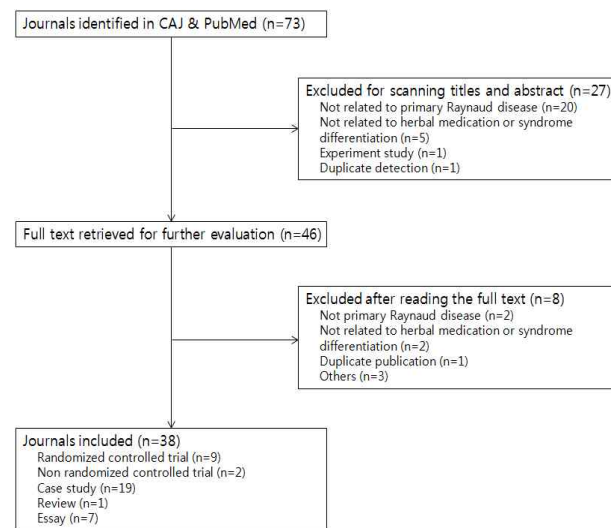 Journals identified in CAJ & PubMed (n=73)
Excluded for scanning titles and abstract (n=27)
Not related to primary Raynaud disease (n=20)
Not related to herbal medication or syndrome
differentiation (n=5)
Experiment study (n=1)
Duplicate detection (n=1)
Full text retrieved for further evaluation (n=46)
Excluded after reading the full text (n=8)
Not primary Raynaud disease (n=2)
Not related to herbal medication or syndrome
differentiation (n=2)
Duplicate publication (n=1)
Others (n=3)
Journals included (n=38)
Randomized controlled trial (n=9)
Non randomized controlled trial (n=2)
Case study (n=19)
Review (n=1)
Essay (n=7)